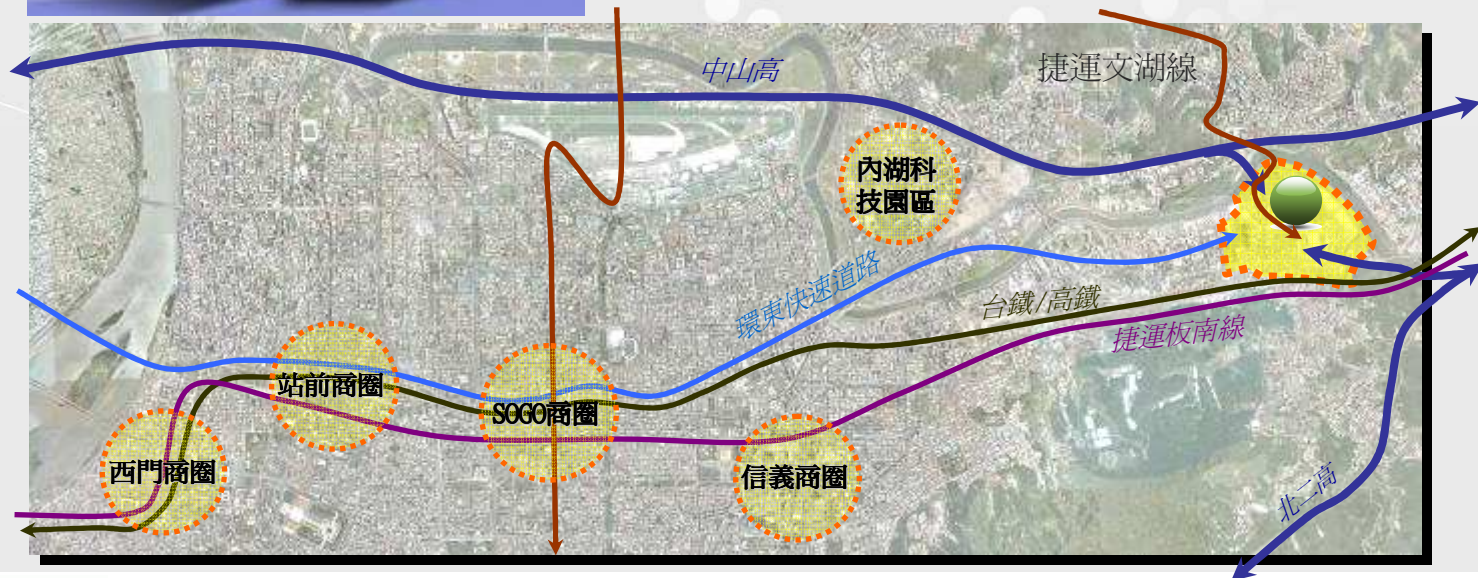 中山高
捷運文湖線
內湖科
技園區
環東快速道路
台鐵/高鐵
捷運板南線
站前商圈
SOGO商圈
西門商圈
信義商圈
北二高